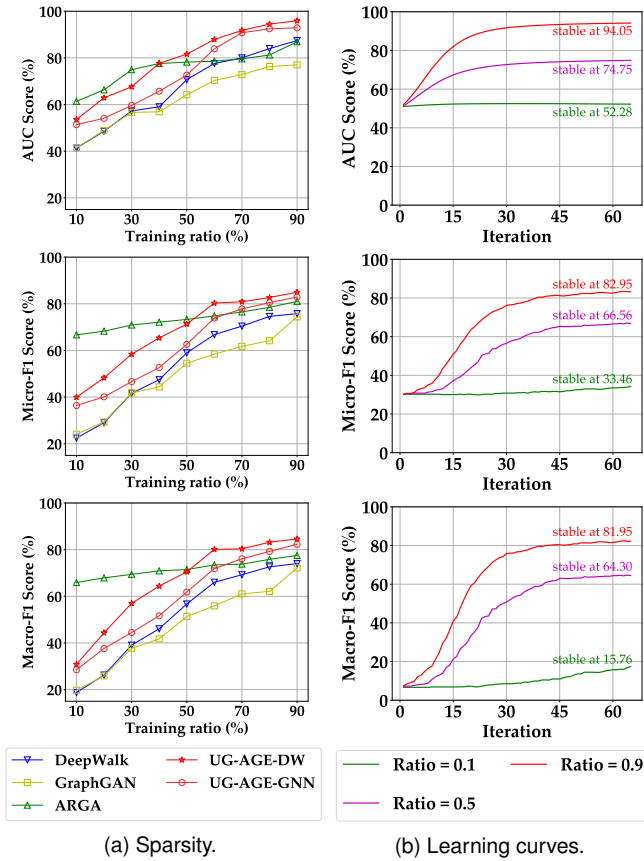 100
80
60
40
20
AUC Score (%)
10 30 50 70 90
Training ratio (%)
100
80
60
40
20
Micro-F1 Score (%)
10 30 50 70 90
Training ratio (%)
100
80
60
40
20
Macro-F1 Score (%)
10 30 50 70 90
Training ratio (%)
DeepWalk
GraphGAN
ARGA
UG-AGE-DW
UG-AGE-GNN
(a) Sparsity.
100
80
60
40
20
0
AUC Score (%)
stable at 94.05
stable at 74.75
stable at 52.28
0 15 30 45 60
Iteration
100
80
60
40
20
0
Micro-F1 Score (%)
stable at 82.95
stable at 66.56
stable at 33.46
0 15 30 45 60
Iteration
100
80
60
40
20
0
Macro-F1 Score (%)
stable at 81.95
stable at 64.30
stable at 15.76
0 15 30 45 60
Iteration
Ratio = 0.1
Ratio = 0.5
Ratio = 0.9
(b) Learning curves.